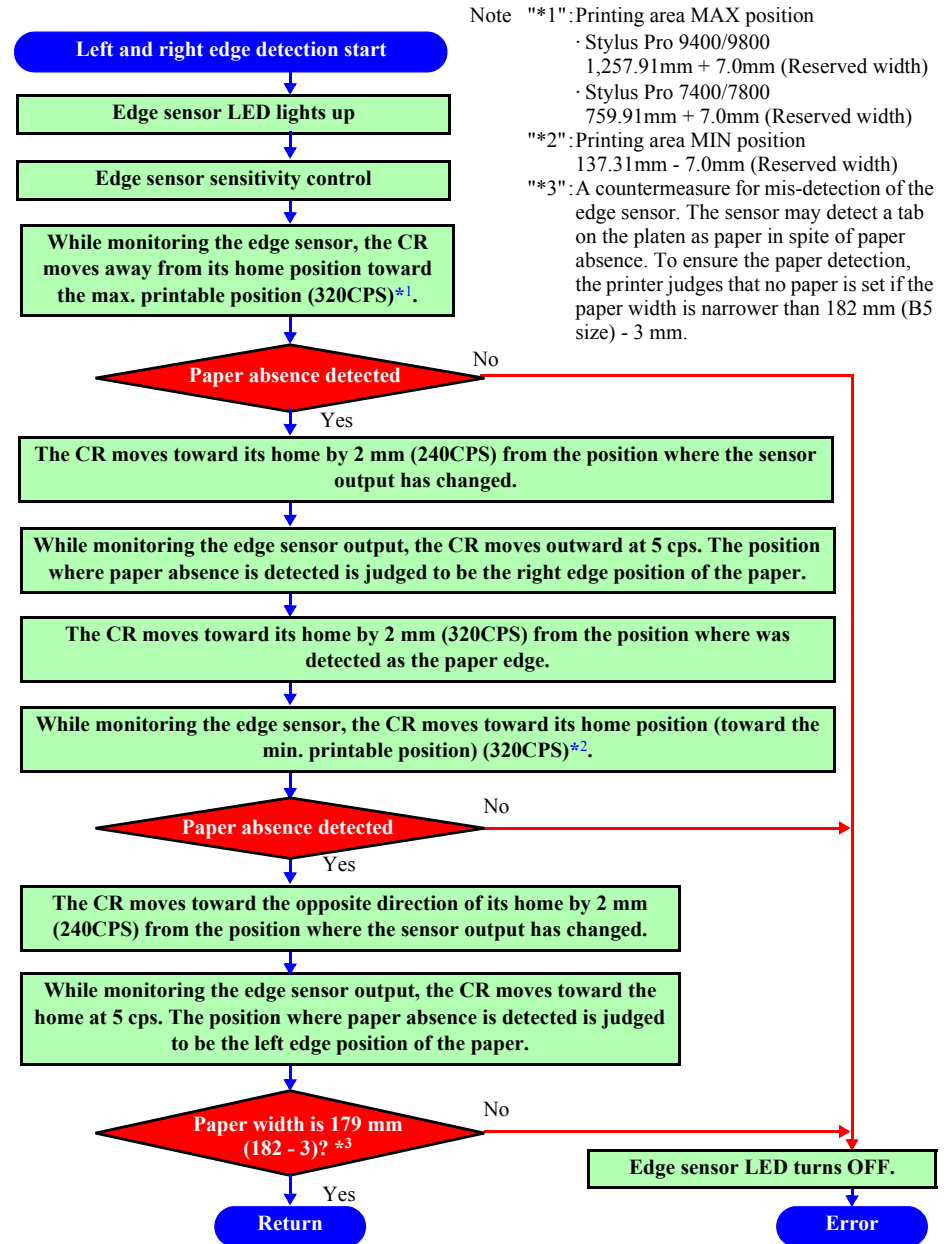 Note "*1":Printing area MAX position
· Stylus Pro 9400/9800
1,257.91mm + 7.0mm (Reserved width)
· Stylus Pro 7400/7800
759.91mm + 7.0mm (Reserved width)
"*2":Printing area MIN position
137.31mm - 7.0mm (Reserved width)
"*3":A countermeasure for mis-detection of the
edge sensor. The sensor may detect a tab
on the platen as paper in spite of paper
absence. To ensure the paper detection,
the printer judges that no paper is set if the
paper width is narrower than 182 mm (B5
size) - 3 mm.
Left and right edge detection start
Edge sensor LED lights up
Edge sensor sensitivity control
While monitoring the edge sensor, the CR
moves away from its home position toward
the max. printable position (320CPS)*1.
Paper absence detected
No
Yes
The CR moves toward its home by 2 mm (240CPS) from the position where the sensor
output has changed.
While monitoring the edge sensor output, the CR moves outward at 5 cps. The position
where paper absence is detected is judged to be the right edge position of the paper.
The CR moves toward its home by 2 mm (320CPS) from the position where was
detected as the paper edge.
While monitoring the edge sensor, the CR moves toward its home position (toward the
min. printable position) (320CPS)*2.
Paper absence detected
No
Yes
The CR moves toward the opposite direction of its home by 2 mm
(240CPS) from the position where the sensor output has changed.
While monitoring the edge sensor output, the CR moves toward the
home at 5 cps. The position where paper absence is detected is judged
to be the left edge position of the paper.
Paper width is 179 mm
(182 - 3)? *3
No
Yes
Edge sensor LED turns OFF.
Return
Error